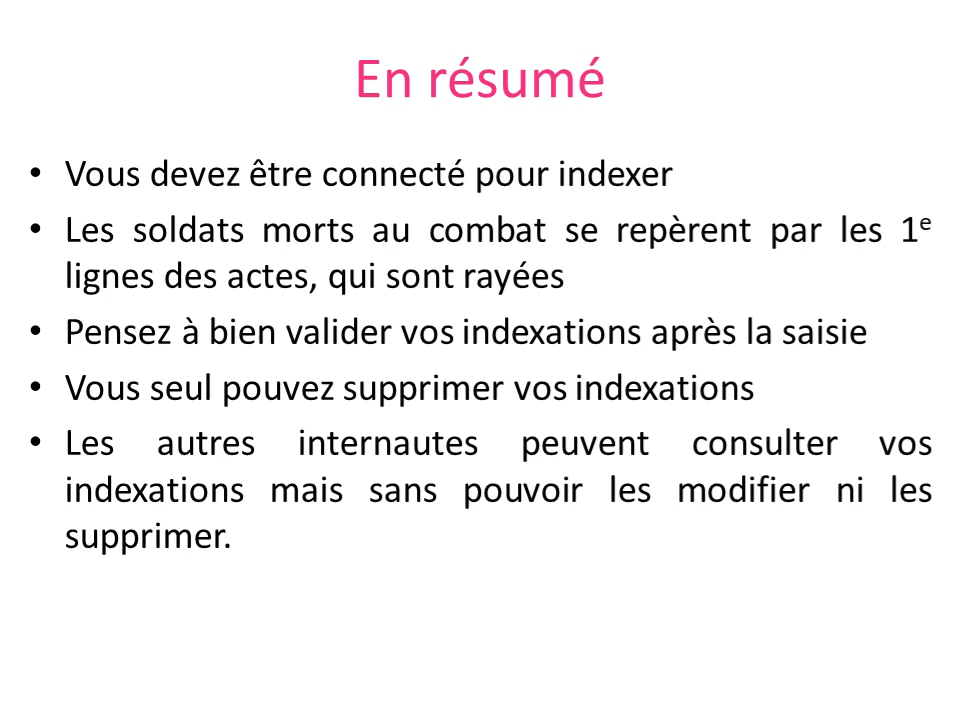 En résumé
• Vous devez être connecté pour indexer
• Les soldats morts au combat se repèrent par les 1e
lignes des actes, qui sont rayées
• Pensez à bien valider vos indexations après la saisie
• Vous seul pouvez supprimer vos indexations
• Les autres internautes peuvent consulter vos
indexations mais sans pouvoir les modifier ni les
supprimer.